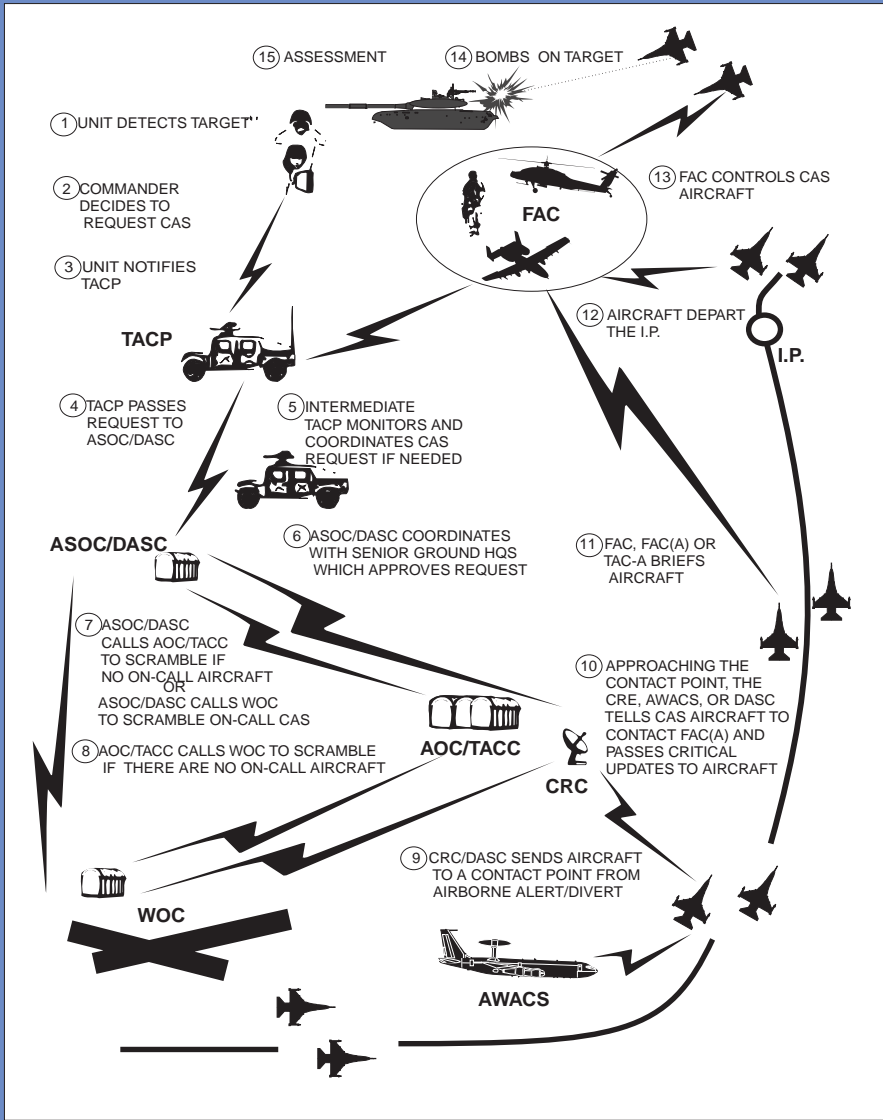 15 ASSESSMENT
14 BOMBS ON TARGET
1 UNIT DETECTS TARGET
2 COMMANDER
DECIDES TO
REQUEST CAS
13 FAC CONTROLS CAS
AIRCRAFT
FAC
3 UNIT NOTIFIES
TACP
12 AIRCRAFT DEPART
THE I.P.
I.P.
TACP
4 TACP PASSES
REQUEST TO
ASOC/DASC
5 INTERMEDIATE
TACP MONITORS AND
COORDINATES CAS
REQUEST IF NEEDED
ASOC/DASC
6 ASOC/DASC COORDINATES
WITH SENIOR GROUND HQS
WHICH APPROVES REQUEST
11 FAC, FAC(A) OR
TAC-A BRIEFS
AIRCRAFT
7 ASOC/DASC
CALLS AOC/TACC
TO SCRAMBLE IF
NO ON-CALL AIRCRAFT
OR
ASOC/DASC CALLS WOC
TO SCRAMBLE ON-CALL CAS
10 APPROACHING THE
CONTACT POINT, THE
CRE, AWACS, OR DASC
TELLS CAS AIRCRAFT TO
CONTACT FAC(A) AND
PASSES CRITICAL
UPDATES TO AIRCRAFT
8 AOC/TACC CALLS WOC TO SCRAMBLE
IF THERE ARE NO ON-CALL AIRCRAFT
AOC/TACC
CRC
9 CRC/DASC SENDS AIRCRAFT
TO A CONTACT POINT FROM
AIRBORNE ALERT/DIVERT
WOC
AWACS